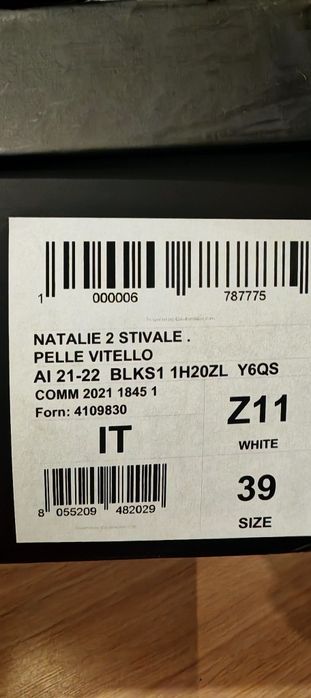 1 000006 787775
NATALIE 2 STIVALE .
PELLE VITELLO
AI 21-22 BLKS1 1H20ZL Y6QS
COMM 2021 1845 1
Forn: 4109830
IT
Z11
WHITE
8 055209 482029
39
SIZE